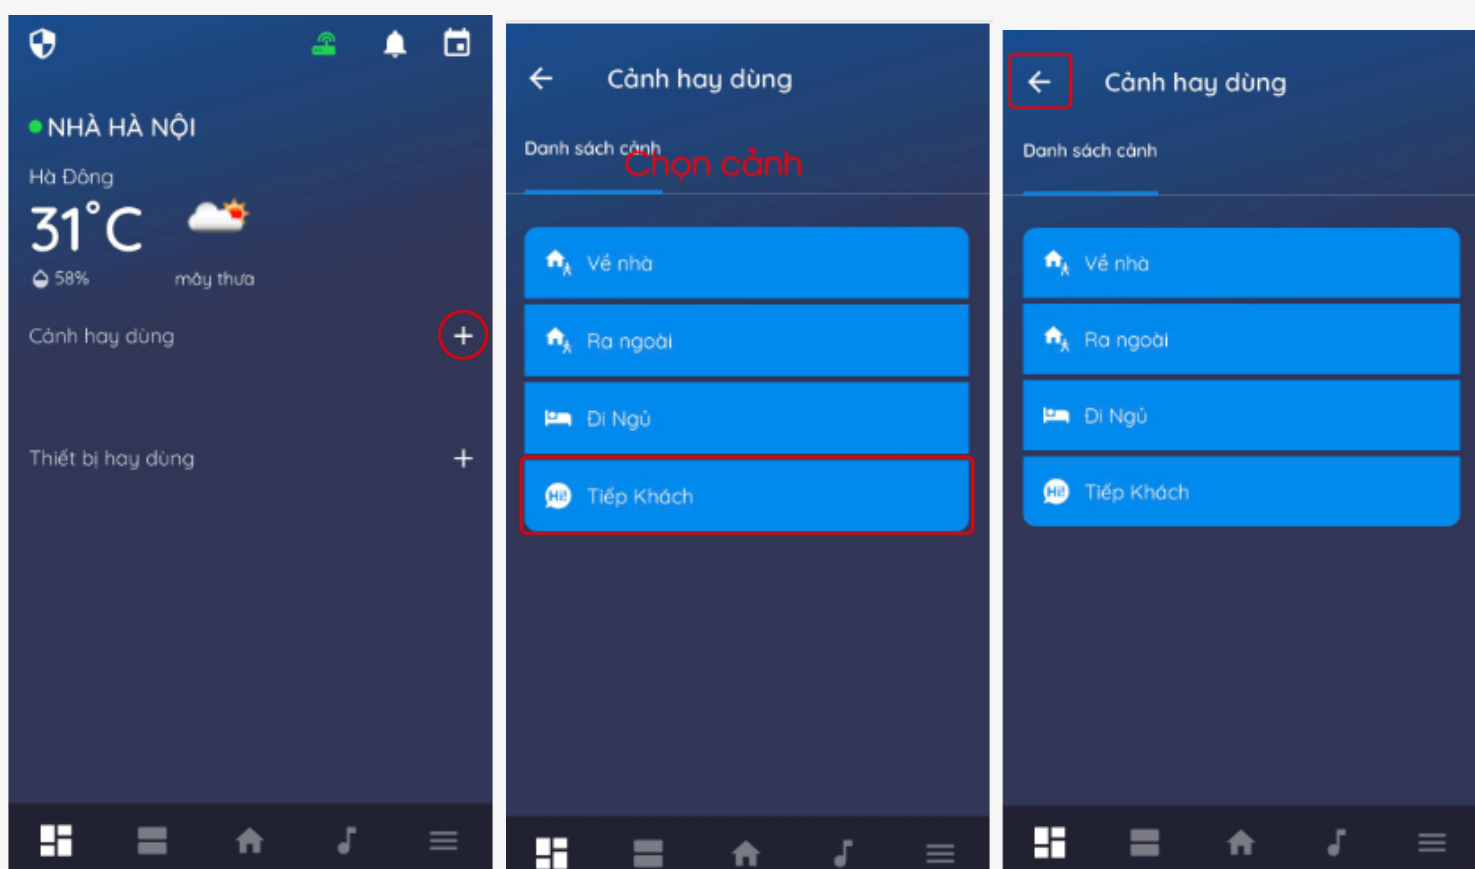 NHÀ HÀ NỘI
Hà Đông
31°C
58% mây thưa
Cảnh hay dùng
Thiết bị hay dùng
Cảnh hay dùng
Danh sách cảnh
Chọn cảnh
Về nhà
Ra ngoài
Đi Ngủ
Hi! Tiếp Khách
Cảnh hay dùng
Danh sách cảnh
Về nhà
Ra ngoài
Đi Ngủ
Hi! Tiếp Khách